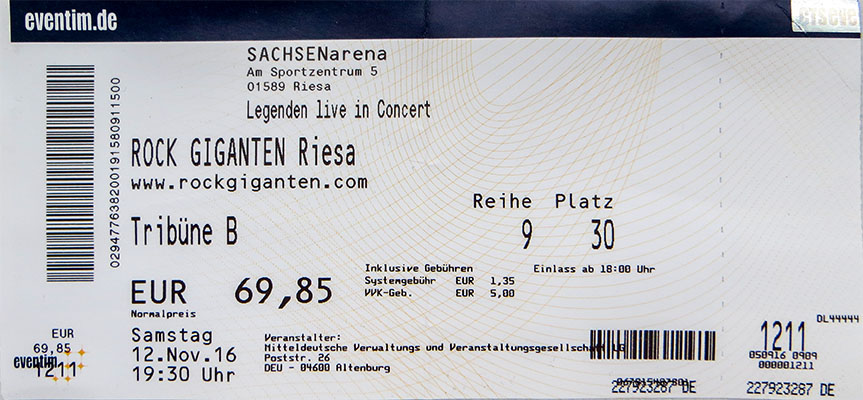 eventim.de
SACHSENarena
Am Sportzentrum 5
01589 Riesa
Legenden live in Concert
ROCK GIGANTEN Riesa
www.rockgiganten.com
Reihe Platz
Tribüne B 9 30
Inklusive Gebühren Einlass ab 18:00 Uhr
EUR 69,85 Systemgebühr EUR 1,35
VVK-Geb. EUR 5,00
Normalpreis
Samstag
12.Nov.16
19:30 Uhr
Veranstalter:
Mitteldeutsche Verwaltungs und Veranstaltungsgesellschaft
Poststr. 26
DEU - 04600 Altenburg
029477638200191580911500
EUR
69,85
eventim
1211
227923287 DE
DL44444
1211
050916 0909
000001211
227923287 DE